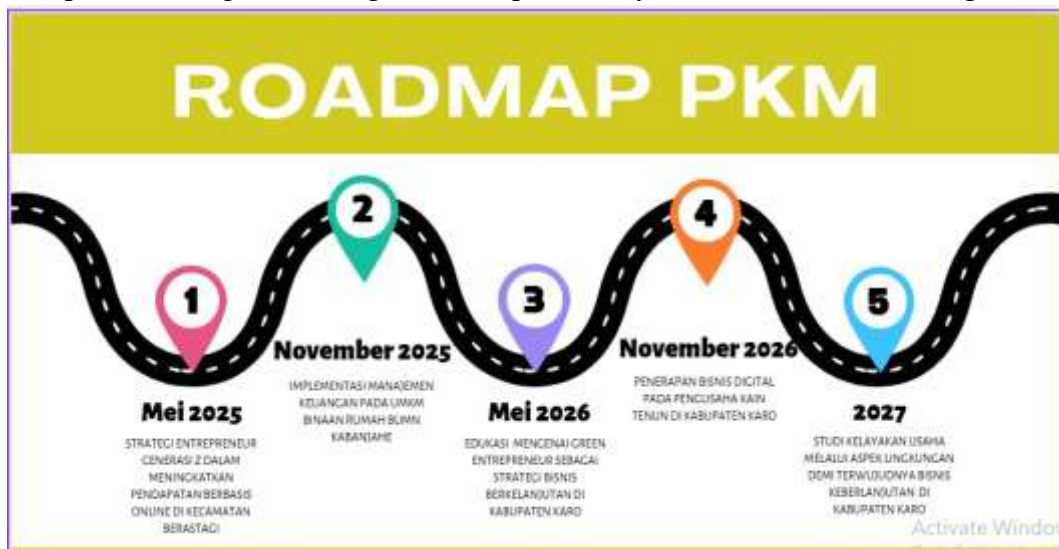 ROADMAP PKM
1
Mei 2025
STRATEGI ENTREPRENEUR
GENERASI Z DALAM
MENINGKATKAN
PENDAPATAN BERBASIS
ONLINE DI KECAMATAN
BERASTAGI
2
November 2025
IMPLEMENTASI MANAJEMEN
KEUANGAN PADA UMKM
BINAAN RUMAH BUMN
KABANJAHE
3
Mei 2026
EDUKASI MENGENAI GREEN
ENTREPRENEUR SEBAGAI
STRATEGI BISNIS
BERKELANJUTAN DI
KABUPATEN KARO
4
November 2026
PENERAPAN BISNIS DIGITAL
PADA PENGUSAHA KAIN
TENUN DI KABUPATEN KARO
5
2027
STUDI KELAYAKAN USAHA
MELALUI ASPEK LINGKUNGAN
DEMI TERWUJUDNYA BISNIS
KEBERLANJUTAN DI
KABUPATEN KARO
Activate Window